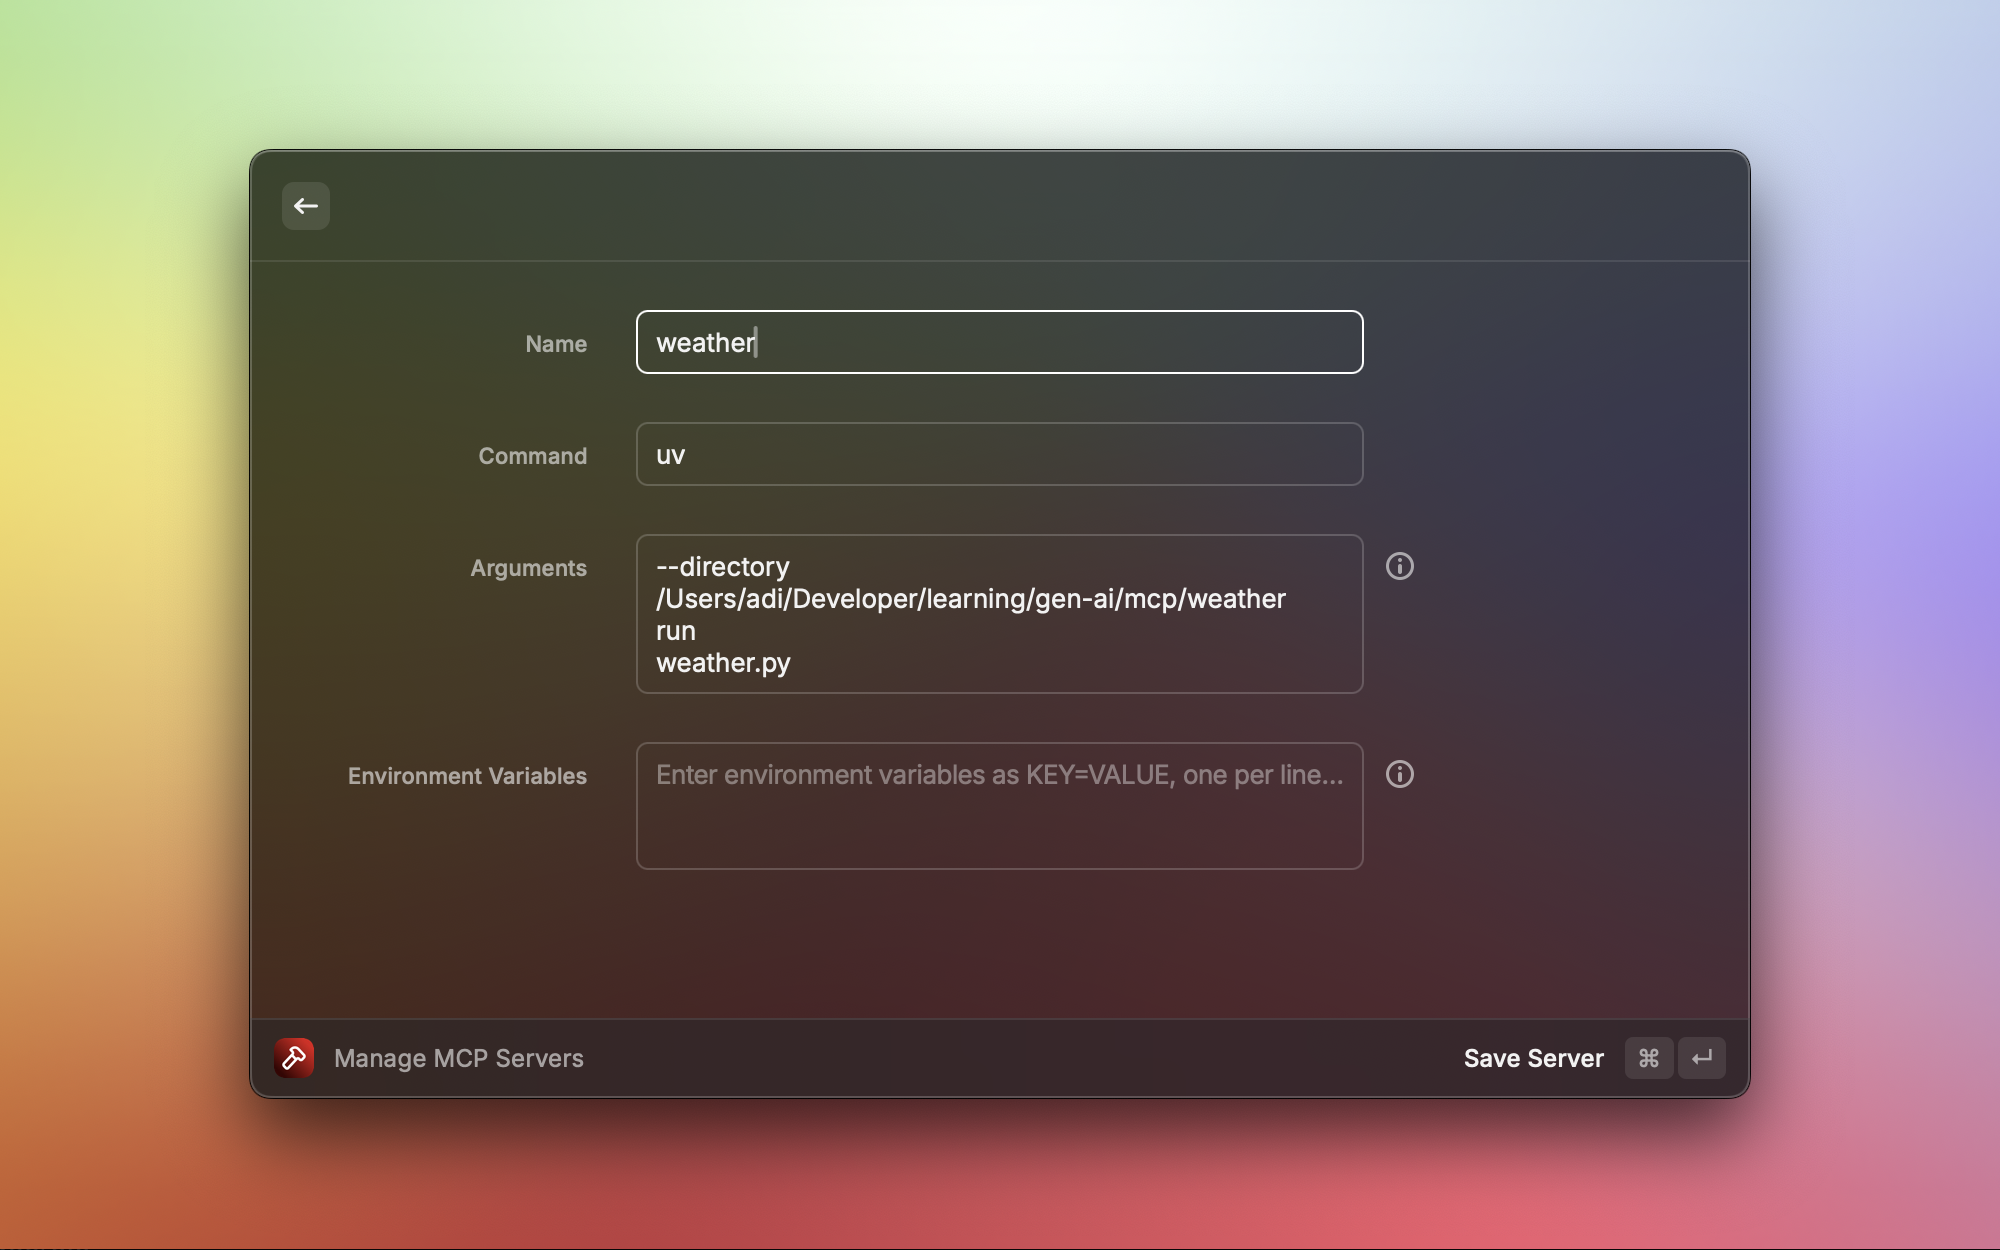 Name
weather
Command
uv
Arguments
--directory
/Users/adi/Developer/learning/gen-ai/mcp/weather
run
weather.py
Environment Variables
Enter environment variables as KEY=VALUE, one per line...
Manage MCP Servers
Save Server ⌘ ↵